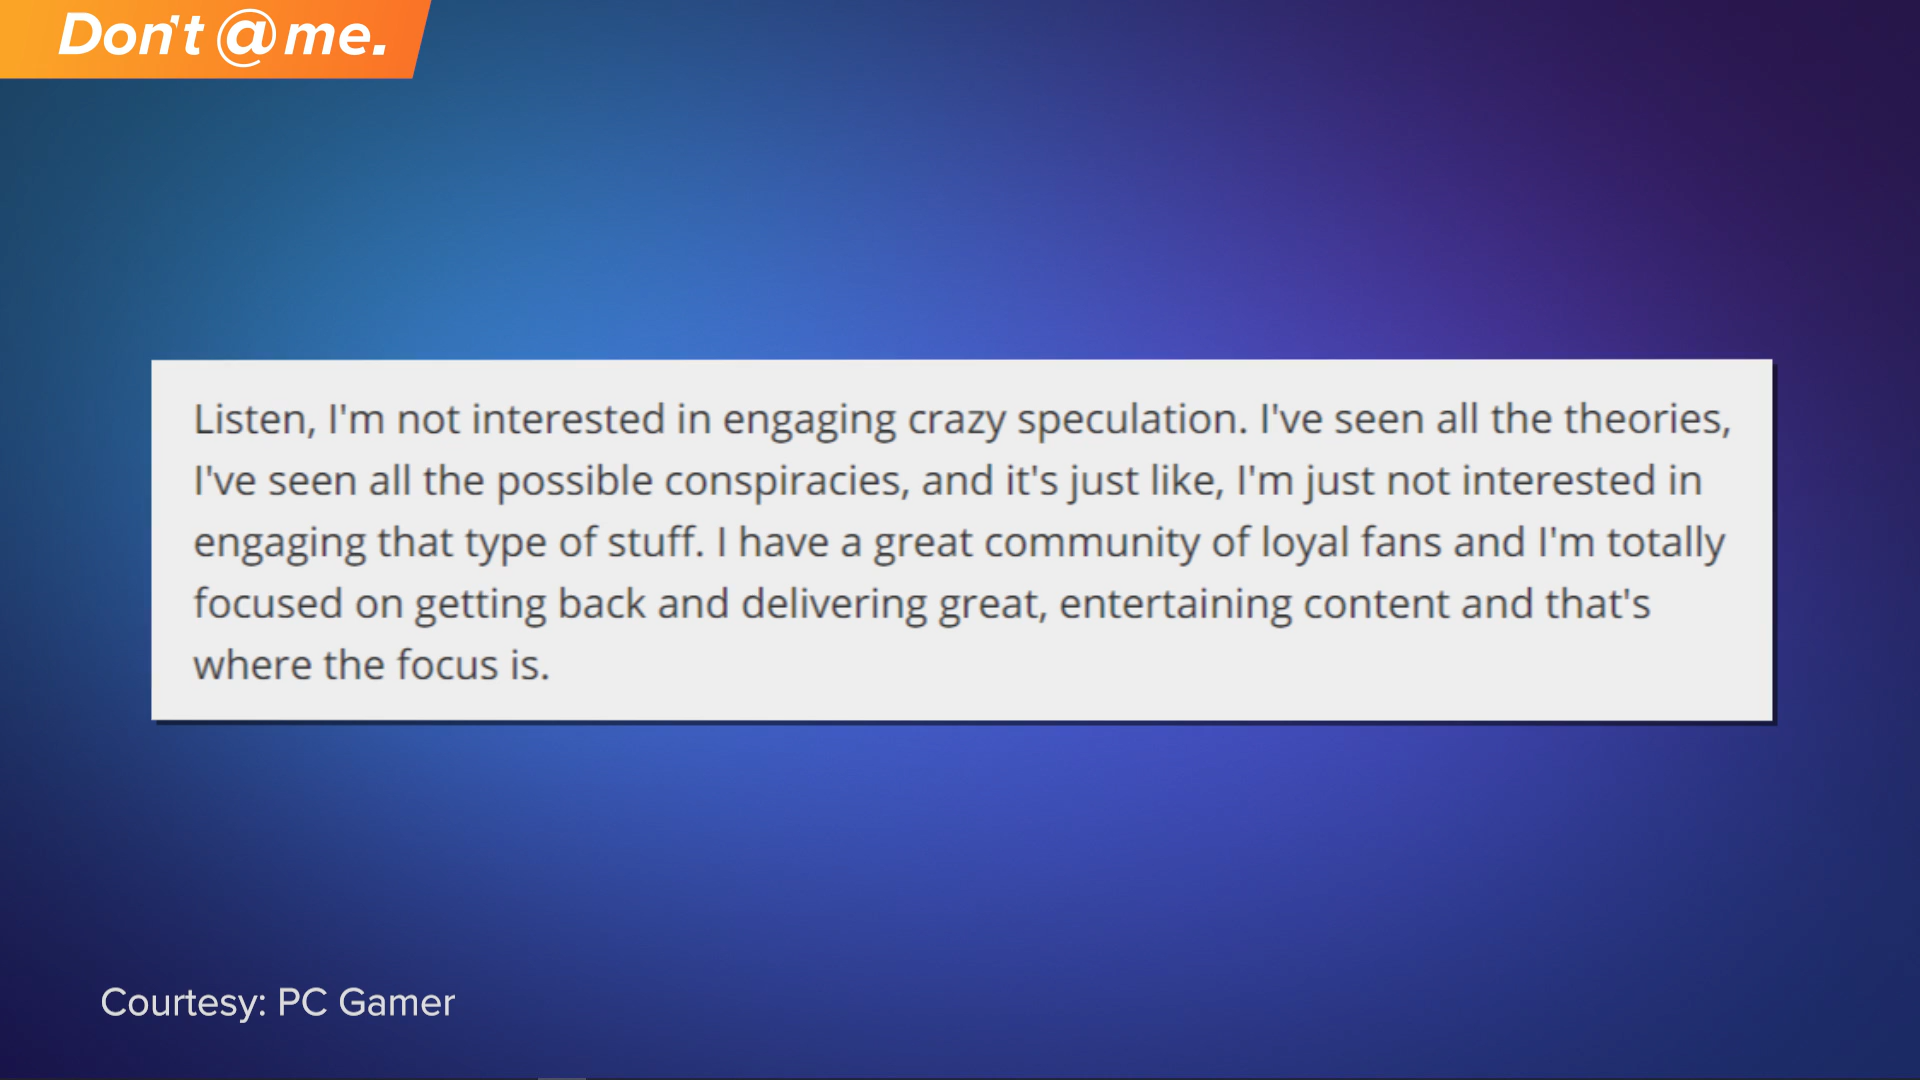 Don't @ me.
Listen, I'm not interested in engaging crazy speculation. I've seen all the theories,
I've seen all the possible conspiracies, and it's just like, I'm just not interested in
engaging that type of stuff. I have a great community of loyal fans and I'm totally
focused on getting back and delivering great, entertaining content and that's
where the focus is.
Courtesy: PC Gamer